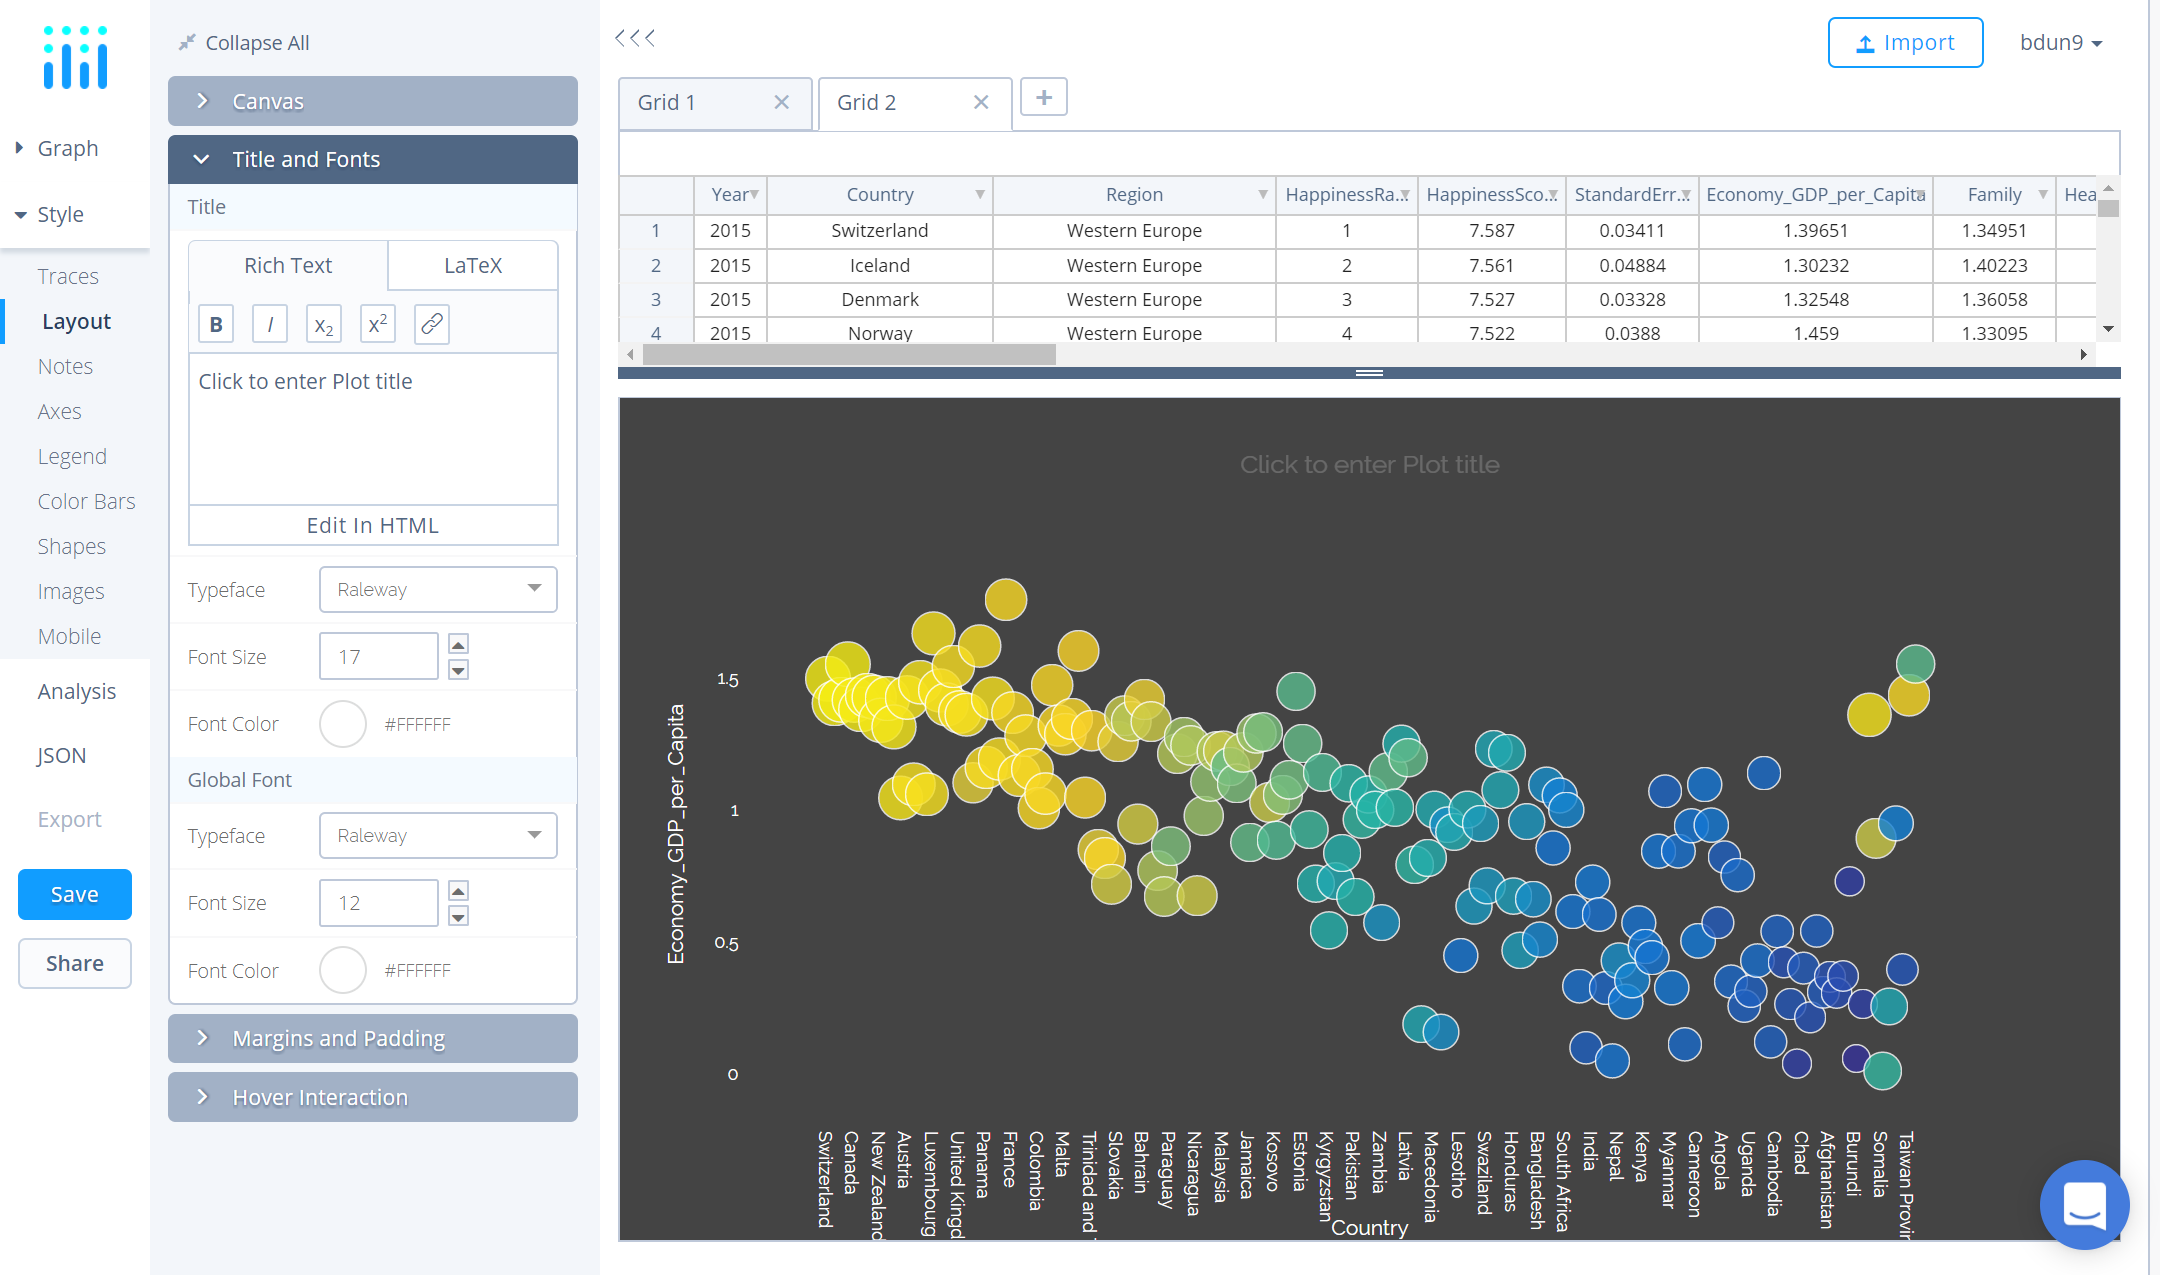 Collapse All
Import
bdun9
Canvas
Grid 1
Grid 2
Graph
Title and Fonts
Style
Title
Year Country Region HappinessRa... HappinessSco... StandardErr... Economy_GDP_per_Capita Family Hea
1 2015 Switzerland Western Europe 1 7.587 0.03411 1.39651 1.34951
2 2015 Iceland Western Europe 2 7.561 0.04884 1.30232 1.40223
3 2015 Denmark Western Europe 3 7.527 0.03328 1.32548 1.36058
4 2015 Norway Western Europe 4 7.522 0.0388 1.459 1.33095
Rich Text
LaTeX
B I x2 x2
Click to enter Plot title
Edit In HTML
Traces
Layout
Notes
Axes
Legend
Color Bars
Shapes
Images
Mobile
Analysis
JSON
Export
Save
Share
Typeface Raleway
Font Size 17
Font Color #FFFFFF
Global Font
Typeface Raleway
Font Size 12
Font Color #FFFFFF
Margins and Padding
Hover Interaction
Click to enter Plot title
Economy_GDP_per_Capita
1.5
1
0.5
0
Switzerland
Canada
New Zealand
Austria
Luxembourg
United Kingd
Panama
France
Colombia
Malta
Trinidad and
Slovakia
Bahrain
Paraguay
Nicaragua
Malaysia
Jamaica
Kosovo
Estonia
Kyrgyzstan
Pakistan
Zambia
Latvia
Macedonia
Lesotho
Swaziland
Honduras
Bangladesh
South Africa
India
Nepal
Kenya
Myanmar
Cameroon
Angola
Uganda
Cambodia
Chad
Afghanistan
Burundi
Somalia
Taiwan Provin
Country